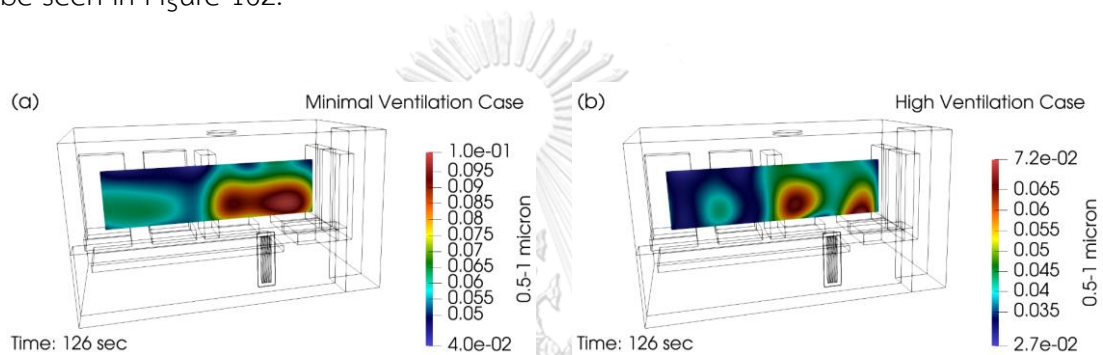 be seen in Figure 162.
(a)
Minimal Ventilation Case
1.0e-01
0.095
0.09
0.085
0.08
0.075
0.07
0.065
0.06
0.055
0.05
4.0e-02
0.5-1 micron
Time: 126 sec
(b)
High Ventilation Case
7.2e-02
0.065
0.06
0.055
0.05
0.045
0.04
0.035
2.7e-02
0.5-1 micron
Time: 126 sec